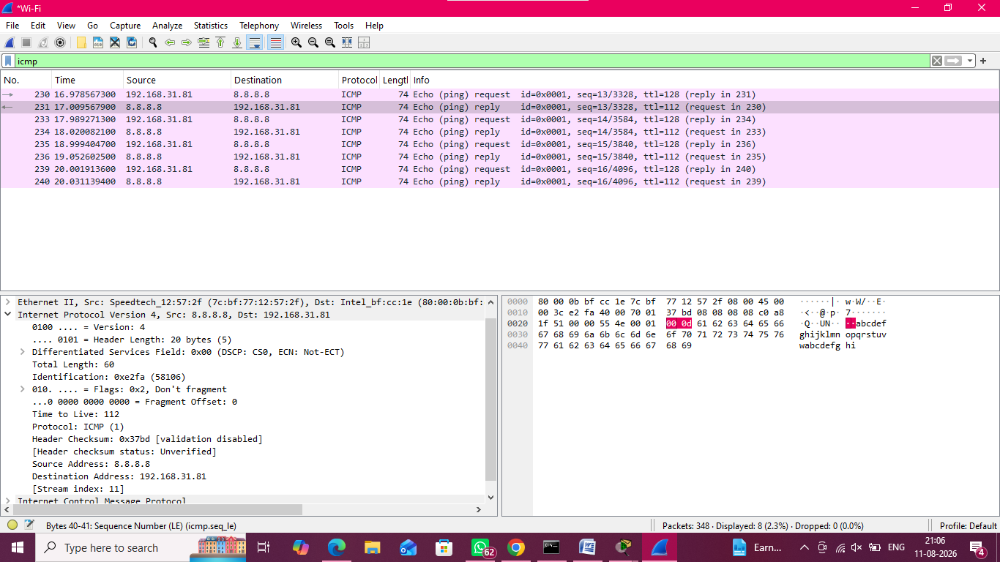 *Wi-Fi
File Edit View Go Capture Analyze Statistics Telephony Wireless Tools Help
icmp
No. Time Source Destination Protocol Lengtl Info
230 16.978567300 192.168.31.81 8.8.8.8 ICMP 74 Echo (ping) request id=0x0001, seq=13/3328, ttl=128 (reply in 231)
231 17.009567900 8.8.8.8 192.168.31.81 ICMP 74 Echo (ping) reply id=0x0001, seq=13/3328, ttl=112 (request in 230)
233 17.989271300 192.168.31.81 8.8.8.8 ICMP 74 Echo (ping) request id=0x0001, seq=14/3584, ttl=128 (reply in 234)
234 18.020082100 8.8.8.8 192.168.31.81 ICMP 74 Echo (ping) reply id=0x0001, seq=14/3584, ttl=112 (request in 233)
235 18.999404700 192.168.31.81 8.8.8.8 ICMP 74 Echo (ping) request id=0x0001, seq=15/3840, ttl=128 (reply in 236)
236 19.052602500 8.8.8.8 192.168.31.81 ICMP 74 Echo (ping) reply id=0x0001, seq=15/3840, ttl=112 (request in 235)
239 20.001913600 192.168.31.81 8.8.8.8 ICMP 74 Echo (ping) request id=0x0001, seq=16/4096, ttl=128 (reply in 240)
240 20.031139400 8.8.8.8 192.168.31.81 ICMP 74 Echo (ping) reply id=0x0001, seq=16/4096, ttl=112 (request in 239)
Ethernet II, Src: Speedtech_12:57:2f (7c:bf:77:12:57:2f), Dst: Intel_bf:cc:1e (80:00:0b:bf:
Internet Protocol Version 4, Src: 8.8.8.8, Dst: 192.168.31.81
0100 .... = Version: 4
.... 0101 = Header Length: 20 bytes (5)
Differentiated Services Field: 0x00 (DSCP: CS0, ECN: Not-ECT)
Total Length: 60
Identification: 0xe2fa (58106)
010. .... = Flags: 0x2, Don't fragment
...0 0000 0000 0000 = Fragment Offset: 0
Time to Live: 112
Protocol: ICMP (1)
Header Checksum: 0x37bd [validation disabled]
[Header checksum status: Unverified]
Source Address: 8.8.8.8
Destination Address: 192.168.31.81
[Stream index: 11]
Internet Control Message Protocol
0000 80 00 0b bf cc 1e 7c bf 77 12 57 2f 08 00 45 00 ······|· w·W/··E·
0010 00 3c e2 fa 40 00 70 01 37 bd 08 08 08 08 c0 a8 ·<··@·p· 7·······
0020 1f 51 00 00 55 4e 00 01 00 0d 61 62 63 64 65 66 ·Q··UN·· ··abcdef
0030 67 68 69 6a 6b 6c 6d 6e 6f 70 71 72 73 74 75 76 ghijklmn opqrstuv
0040 77 61 62 63 64 65 66 67 68 69 wabcdefg hi
Bytes 40-41: Sequence Number (LE) (icmp.seq_le)
Packets: 348 · Displayed: 8 (2.3%) · Dropped: 0 (0.0%)
Profile: Default
Type here to search
62
Earn...
ENG
21:06
11-08-2026
4